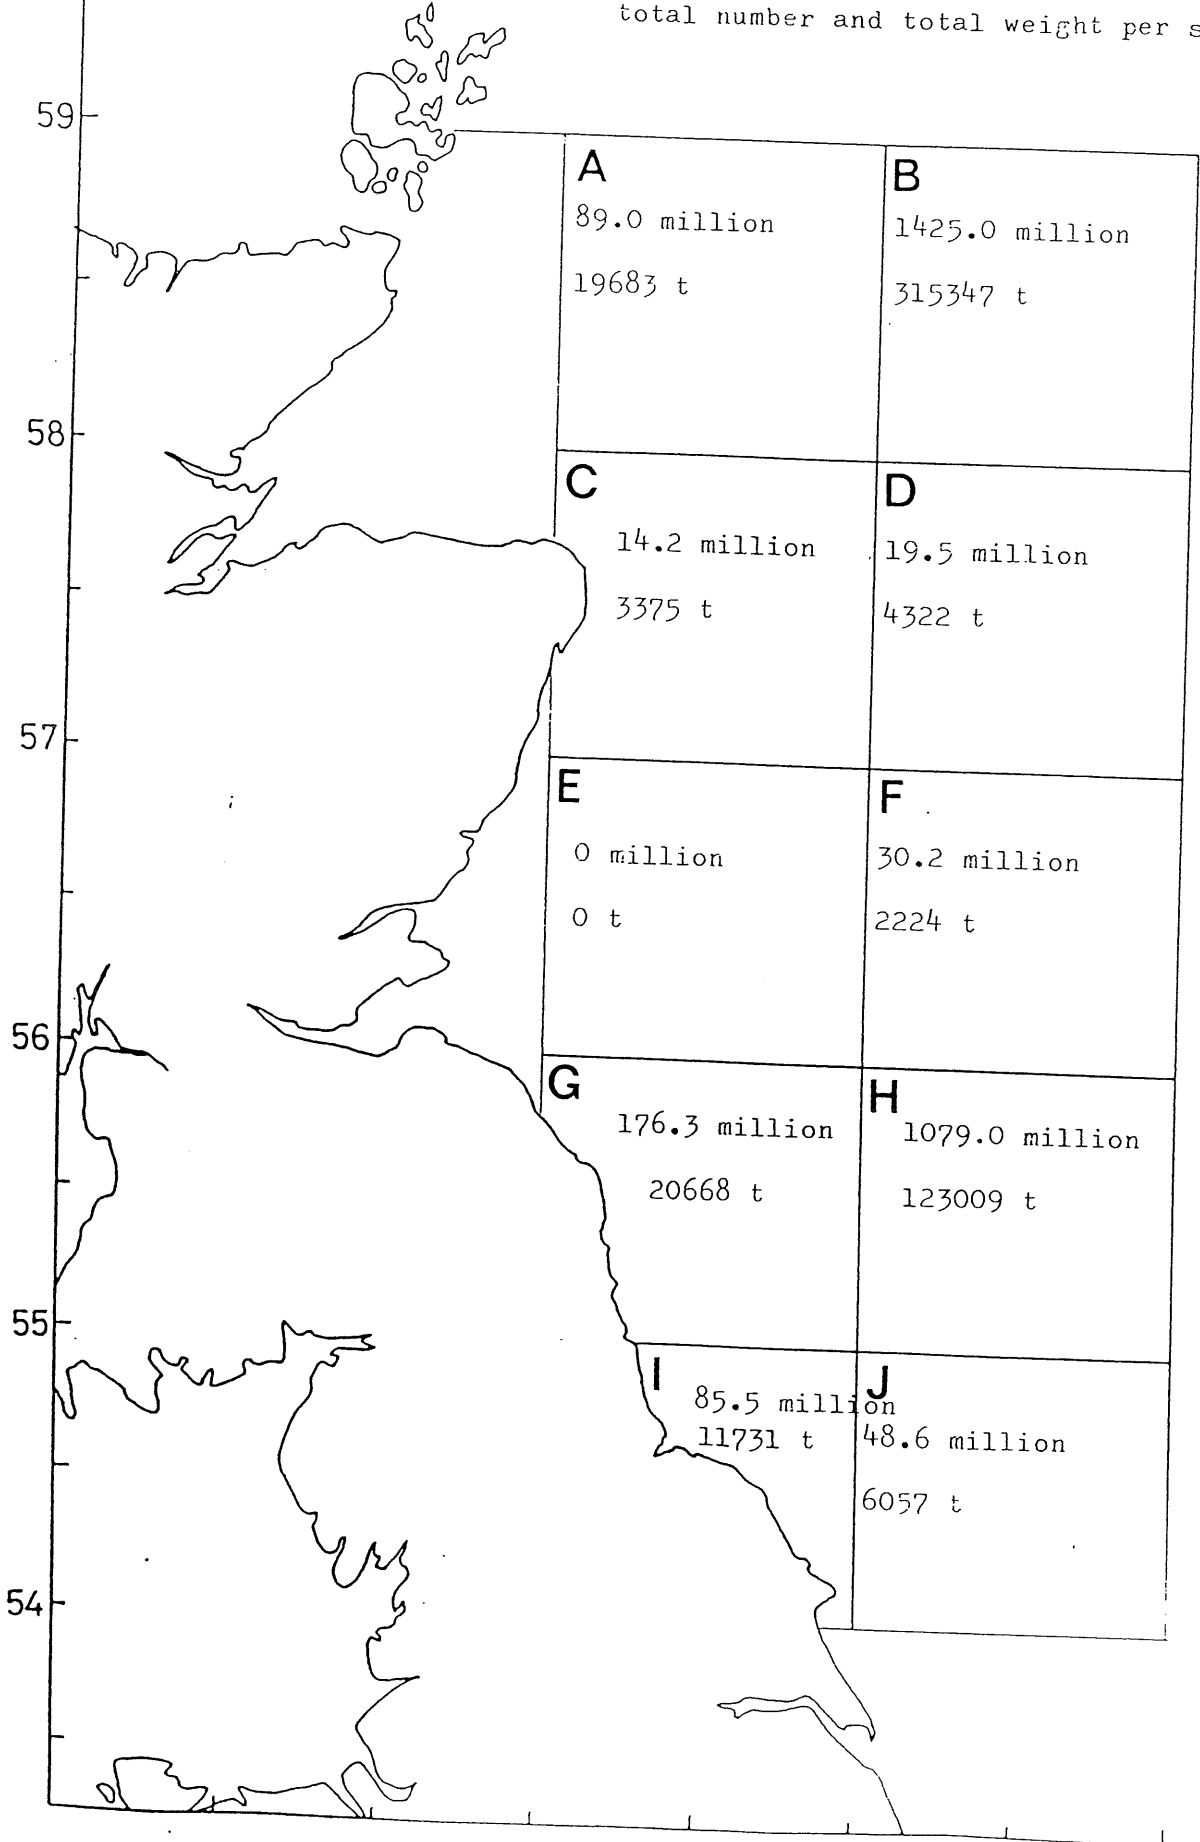 total number and total weight per s
59
A
B
89.0 million
1425.0 million
19683 t
315347 t
58
C
D
14.2 million
19.5 million
3375 t
4322 t
57
E
F
0 million
30.2 million
0 t
2224 t
56
G
H
176.3 million
1079.0 million
20668 t
123009 t
55
I
J
85.5 million
11731 t
48.6 million
6057 t
54